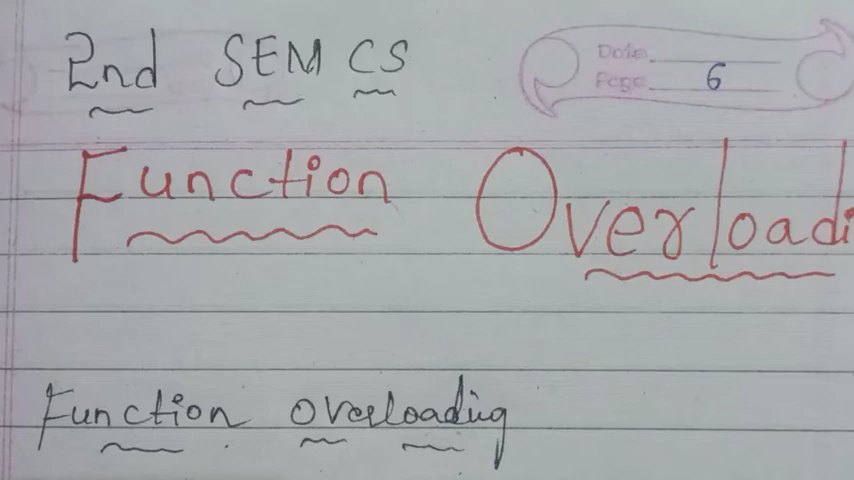 2nd SEM CS
Date
Page 6
Function Overloadi
Function overloading